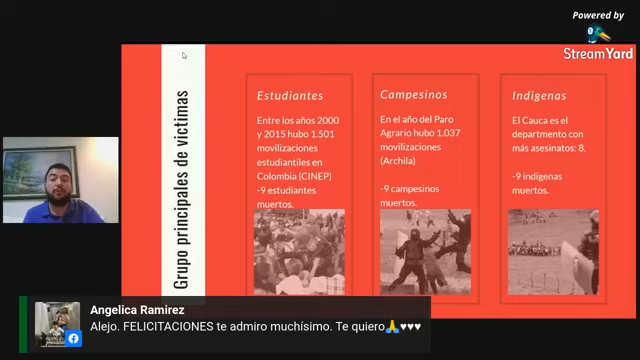 Powered by
StreamYard
Grupo principales de victimas
Estudiantes
Entre los años 2000
y 2015 hubo 1.501
movilizaciones
estudiantiles en
Colombia (CINEP)
-9 estudiantes
muertos.
Campesinos
En el año del Paro
Agrario hubo 1.037
movilizaciones
(Archila)
-9 campesinos
muertos.
Indigenas
El Cauca es el
departmento con
más asesinatos: 8.
-9 indigenas
muertos.
Angelica Ramirez
Alejo. FELICITACIONES te admiro muchísimo. Te quiero🙏♥♥♥